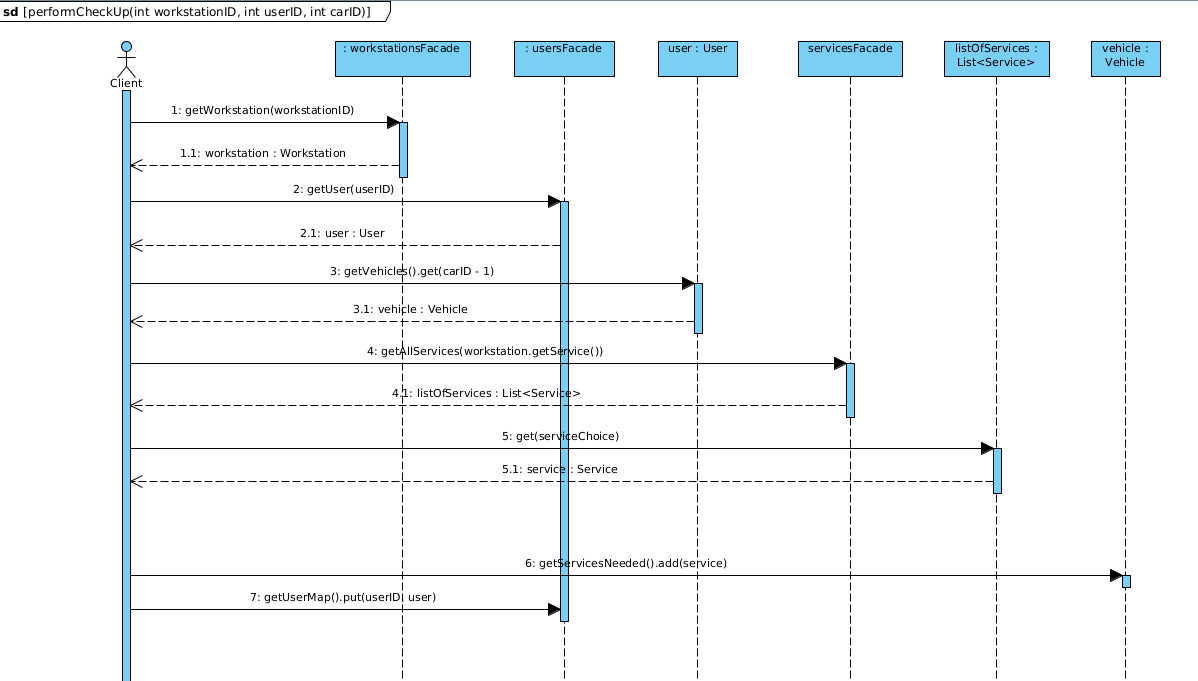 sd [performCheckUp(int workstationID, int userID, int carID)]
Client
: workstationsFacade
: usersFacade
user : User
servicesFacade
listOfServices :
List<Service>
vehicle :
Vehicle
1: getWorkstation(workstationID)
1.1: workstation : Workstation
2: getUser(userID)
2.1: user : User
3: getVehicles().get(carID - 1)
3.1: vehicle : Vehicle
4: getAllServices(workstation.getService())
4.1: listOfServices : List<Service>
5: get(serviceChoice)
5.1: service : Service
6: getServicesNeeded().add(service)
7: getUserMap().put(userID, user)